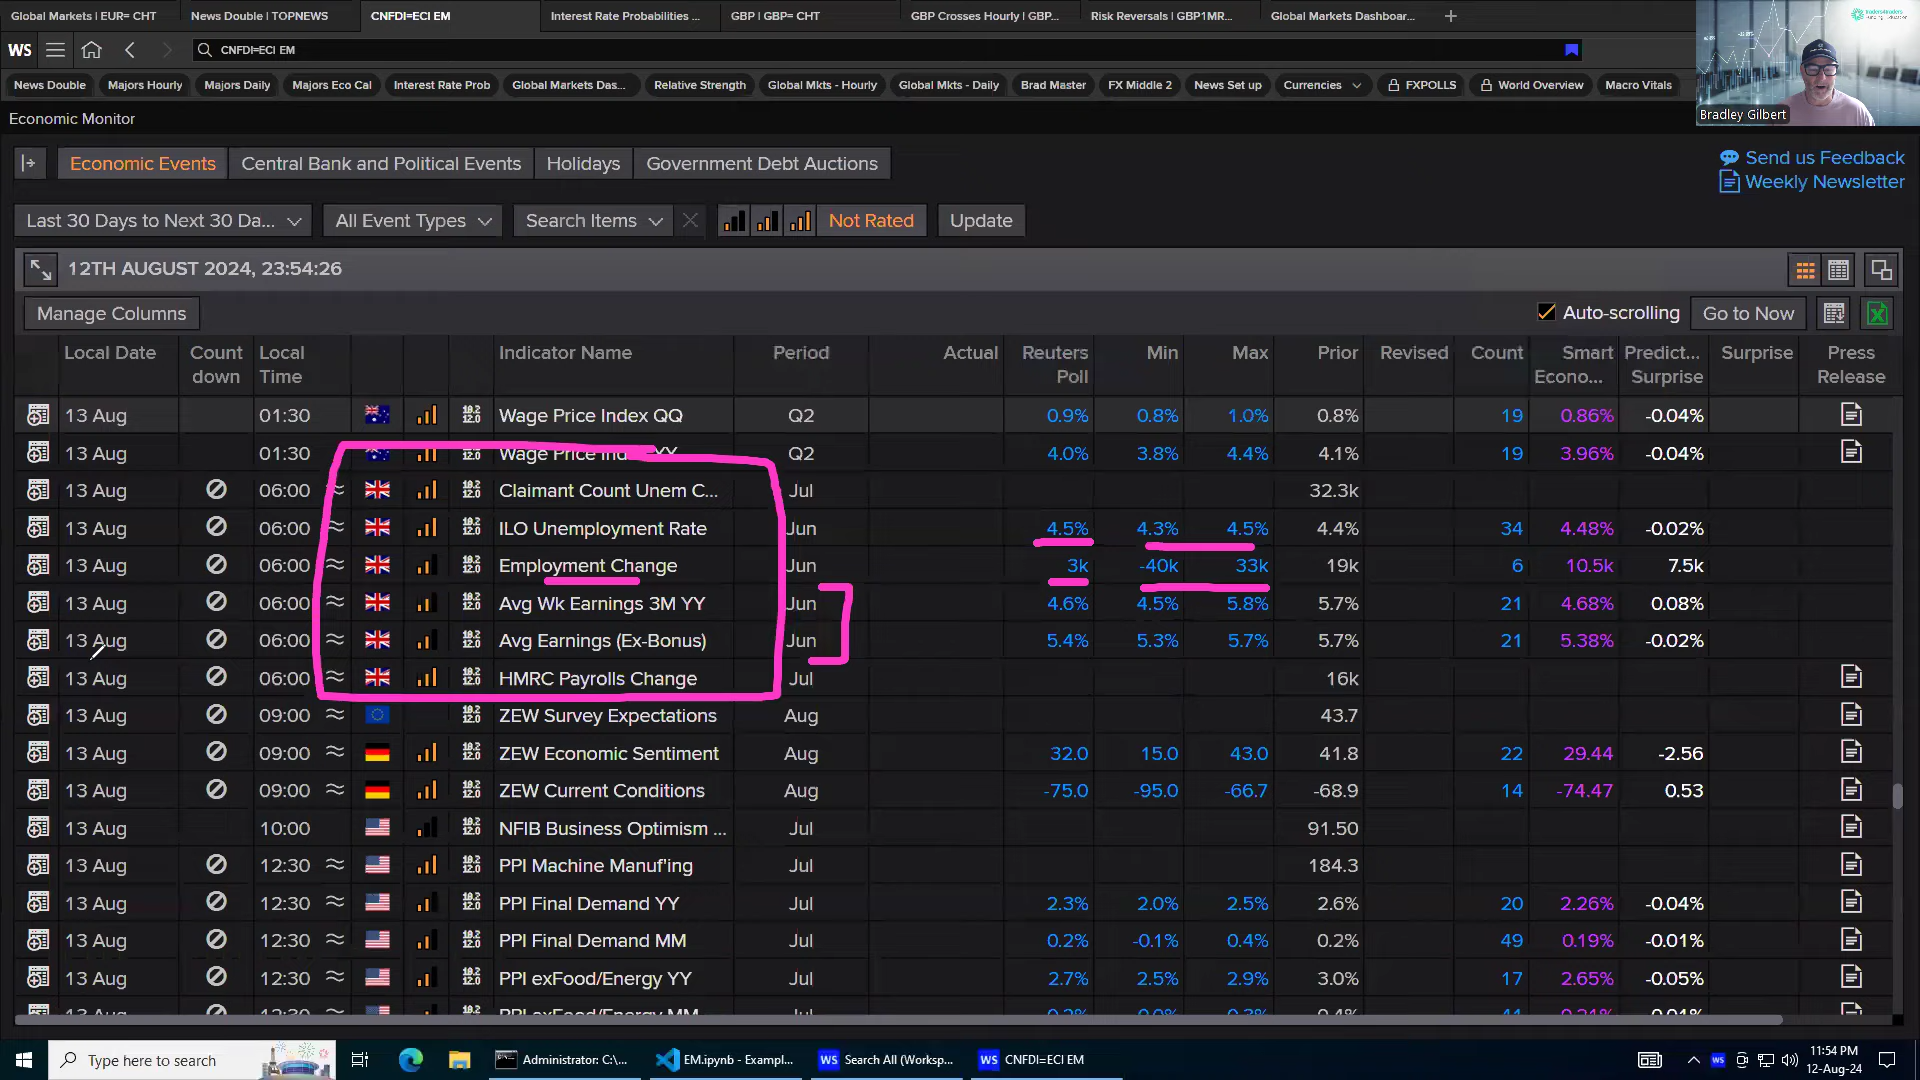 Global Markets | EUR= CHT
News Double | TOPNEWS
CNFDI=ECI EM
Interest Rate Probabilities ...
GBP | GBP= CHT
GBP Crosses Hourly | GBP...
Risk Reversals | GBP1MR...
Global Markets Dashboar...
traders4traders
WS
CNFDI=ECI EM
News Double
Majors Hourly
Majors Daily
Majors Eco Cal
Interest Rate Prob
Global Markets Das...
Relative Strength
Global Mkts - Hourly
Global Mkts - Daily
Brad Master
FX Middle 2
News Set up
Currencies
FXPOLLS
World Overview
Macro Vitals
Bradley Gilbert
Economic Monitor
Economic Events
Central Bank and Political Events
Holidays
Government Debt Auctions
Send us Feedback
Weekly Newsletter
Last 30 Days to Next 30 Da...
All Event Types
Search Items
Not Rated
Update
12TH AUGUST 2024, 23:54:26
Manage Columns
Auto-scrolling
Go to Now
Local Date Count down Local Time Indicator Name Period Actual Reuters Poll Min Max Prior Revised Count Smart Econo... Predict... Surprise Surprise Press Release
13 Aug 01:30 Wage Price Index QQ Q2 0.9% 0.8% 1.0% 0.8% 19 0.86% -0.04%
13 Aug 01:30 Wage Price Index YY Q2 4.0% 3.8% 4.4% 4.1% 19 3.96% -0.04%
13 Aug 06:00 Claimant Count Unem C... Jul 32.3k
13 Aug 06:00 ILO Unemployment Rate Jun 4.5% 4.3% 4.5% 4.4% 34 4.48% -0.02%
13 Aug 06:00 Employment Change Jun 3k -40k 33k 19k 6 10.5k 7.5k
13 Aug 06:00 Avg Wk Earnings 3M YY Jun 4.6% 4.5% 5.8% 5.7% 21 4.68% 0.08%
13 Aug 06:00 Avg Earnings (Ex-Bonus) Jun 5.4% 5.3% 5.7% 5.7% 21 5.38% -0.02%
13 Aug 06:00 HMRC Payrolls Change Jul 16k
13 Aug 09:00 ZEW Survey Expectations Aug 43.7
13 Aug 09:00 ZEW Economic Sentiment Aug 32.0 15.0 43.0 41.8 22 29.44 -2.56
13 Aug 09:00 ZEW Current Conditions Aug -75.0 -95.0 -66.7 -68.9 14 -74.47 0.53
13 Aug 10:00 NFIB Business Optimism ... Jul 91.50
13 Aug 12:30 PPI Machine Manuf'ing Jul 184.3
13 Aug 12:30 PPI Final Demand YY Jul 2.3% 2.0% 2.5% 2.6% 20 2.26% -0.04%
13 Aug 12:30 PPI Final Demand MM Jul 0.2% -0.1% 0.4% 0.2% 49 0.19% -0.01%
13 Aug 12:30 PPI exFood/Energy YY Jul 2.7% 2.5% 2.9% 3.0% 17 2.65% -0.05%
Type here to search
Administrator: C:\...
EM.ipynb - Exampl...
WS Search All (Worksp...
WS CNFDI=ECI EM
11:54 PM
12-Aug-24